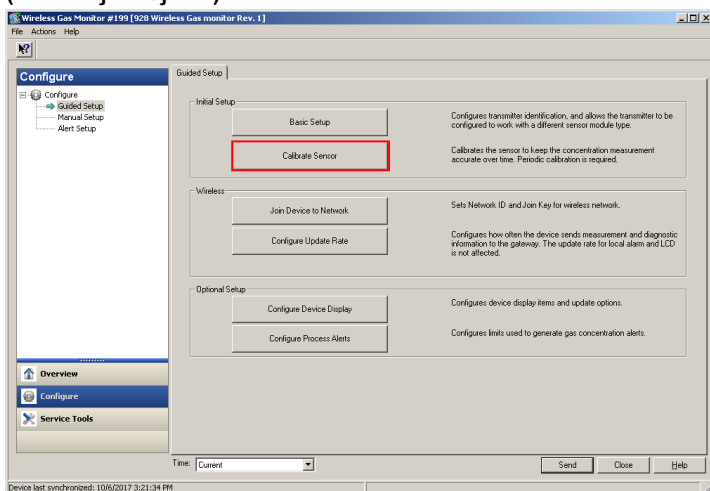 Wireless Gas Monitor #199 [928 Wireless Gas monitor Rev. 1]
File Actions Help
Configure
Configure
Guided Setup
Manual Setup
Alert Setup
Overview
Configure
Service Tools
Guided Setup
Initial Setup
Basic Setup
Configures transmitter identification, and allows the transmitter to be
configured to work with a different sensor module type.
Calibrate Sensor
Calibrates the sensor to keep the concentration measurement
accurate over time. Periodic calibration is required.
Wireless
Join Device to Network
Sets Network ID and Join Key for wireless network.
Configure Update Rate
Configures how often the device sends measurement and diagnostic
information to the gateway. The update rate for local alarm and LCD
is not affected.
Optional Setup
Configure Device Display
Configures device display items and update options.
Configure Process Alerts
Configures limits used to generate gas concentration alerts.
Time: Current
Send Close Help
Device last synchronized: 10/6/2017 3:21:34 PM